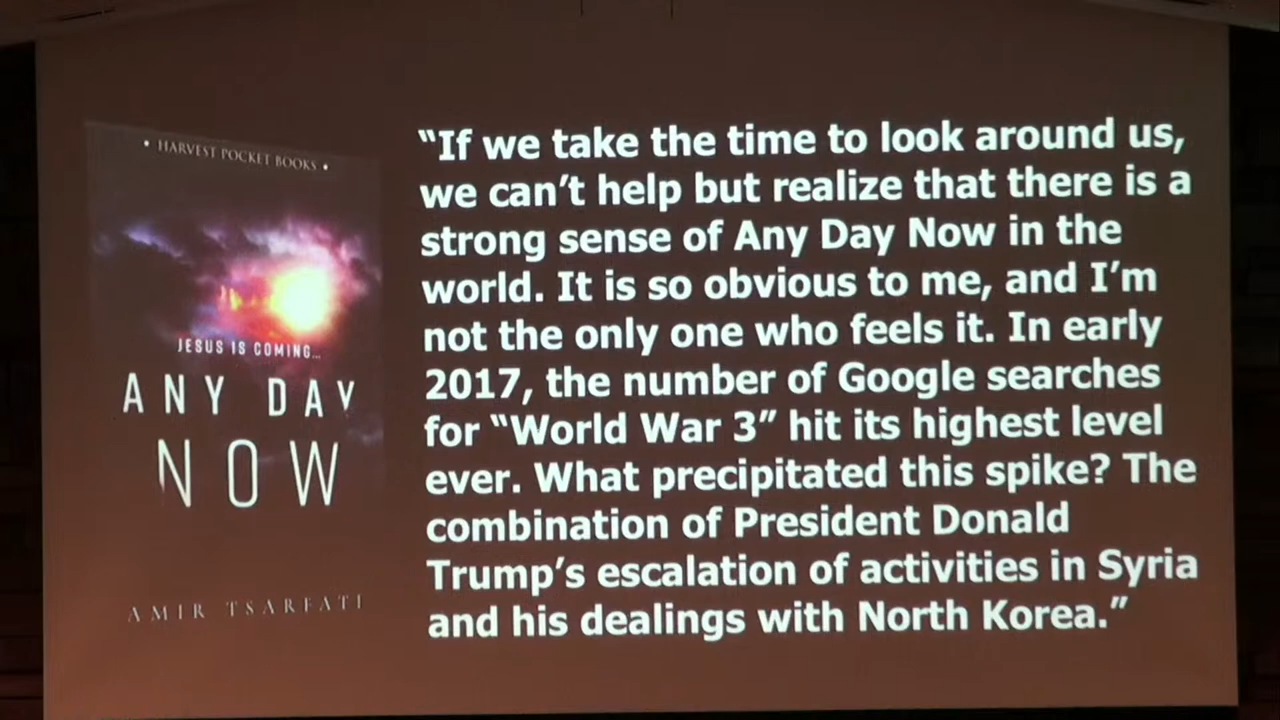 • HARVEST POCKET BOOKS •
JESUS IS COMING...
ANY DAY
NOW
AMIR TSARFATI
“If we take the time to look around us,
we can’t help but realize that there is a
strong sense of Any Day Now in the
world. It is so obvious to me, and I’m
not the only one who feels it. In early
2017, the number of Google searches
for “World War 3” hit its highest level
ever. What precipitated this spike? The
combination of President Donald
Trump’s escalation of activities in Syria
and his dealings with North Korea.”